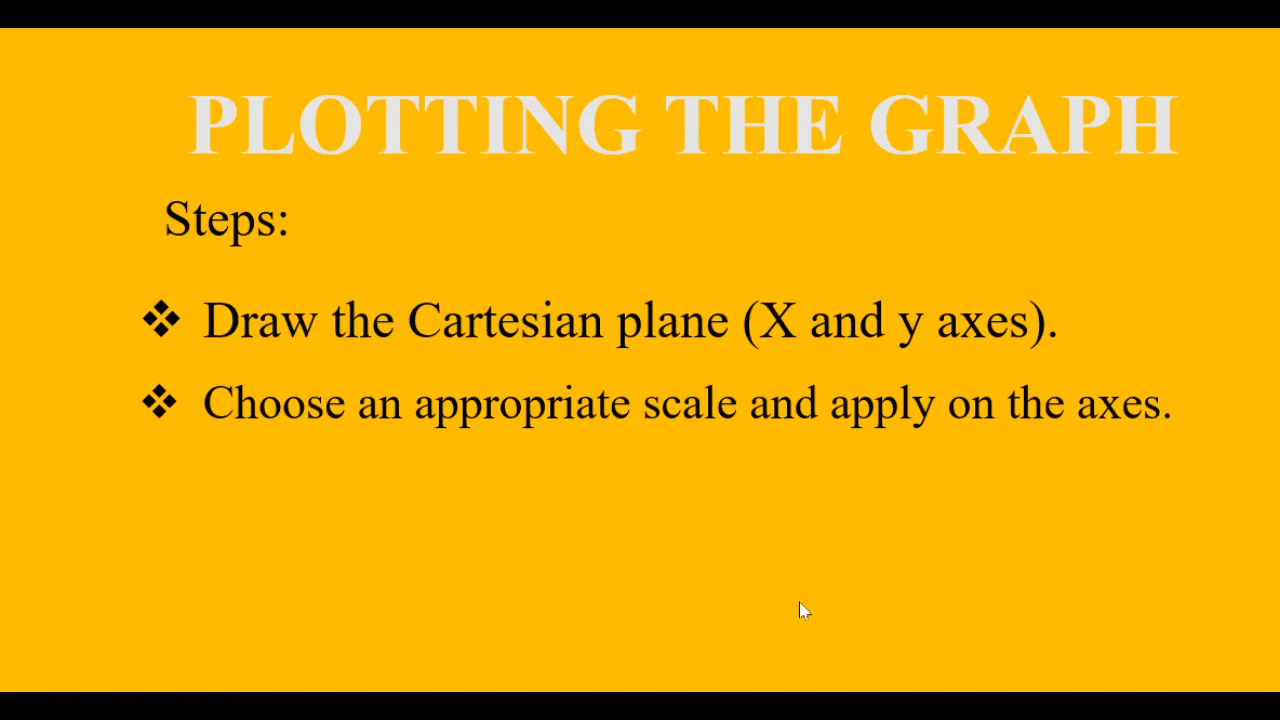 PLOTTING THE GRAPH
Steps:
❖ Draw the Cartesian plane (X and y axes).
❖ Choose an appropriate scale and apply on the axes.